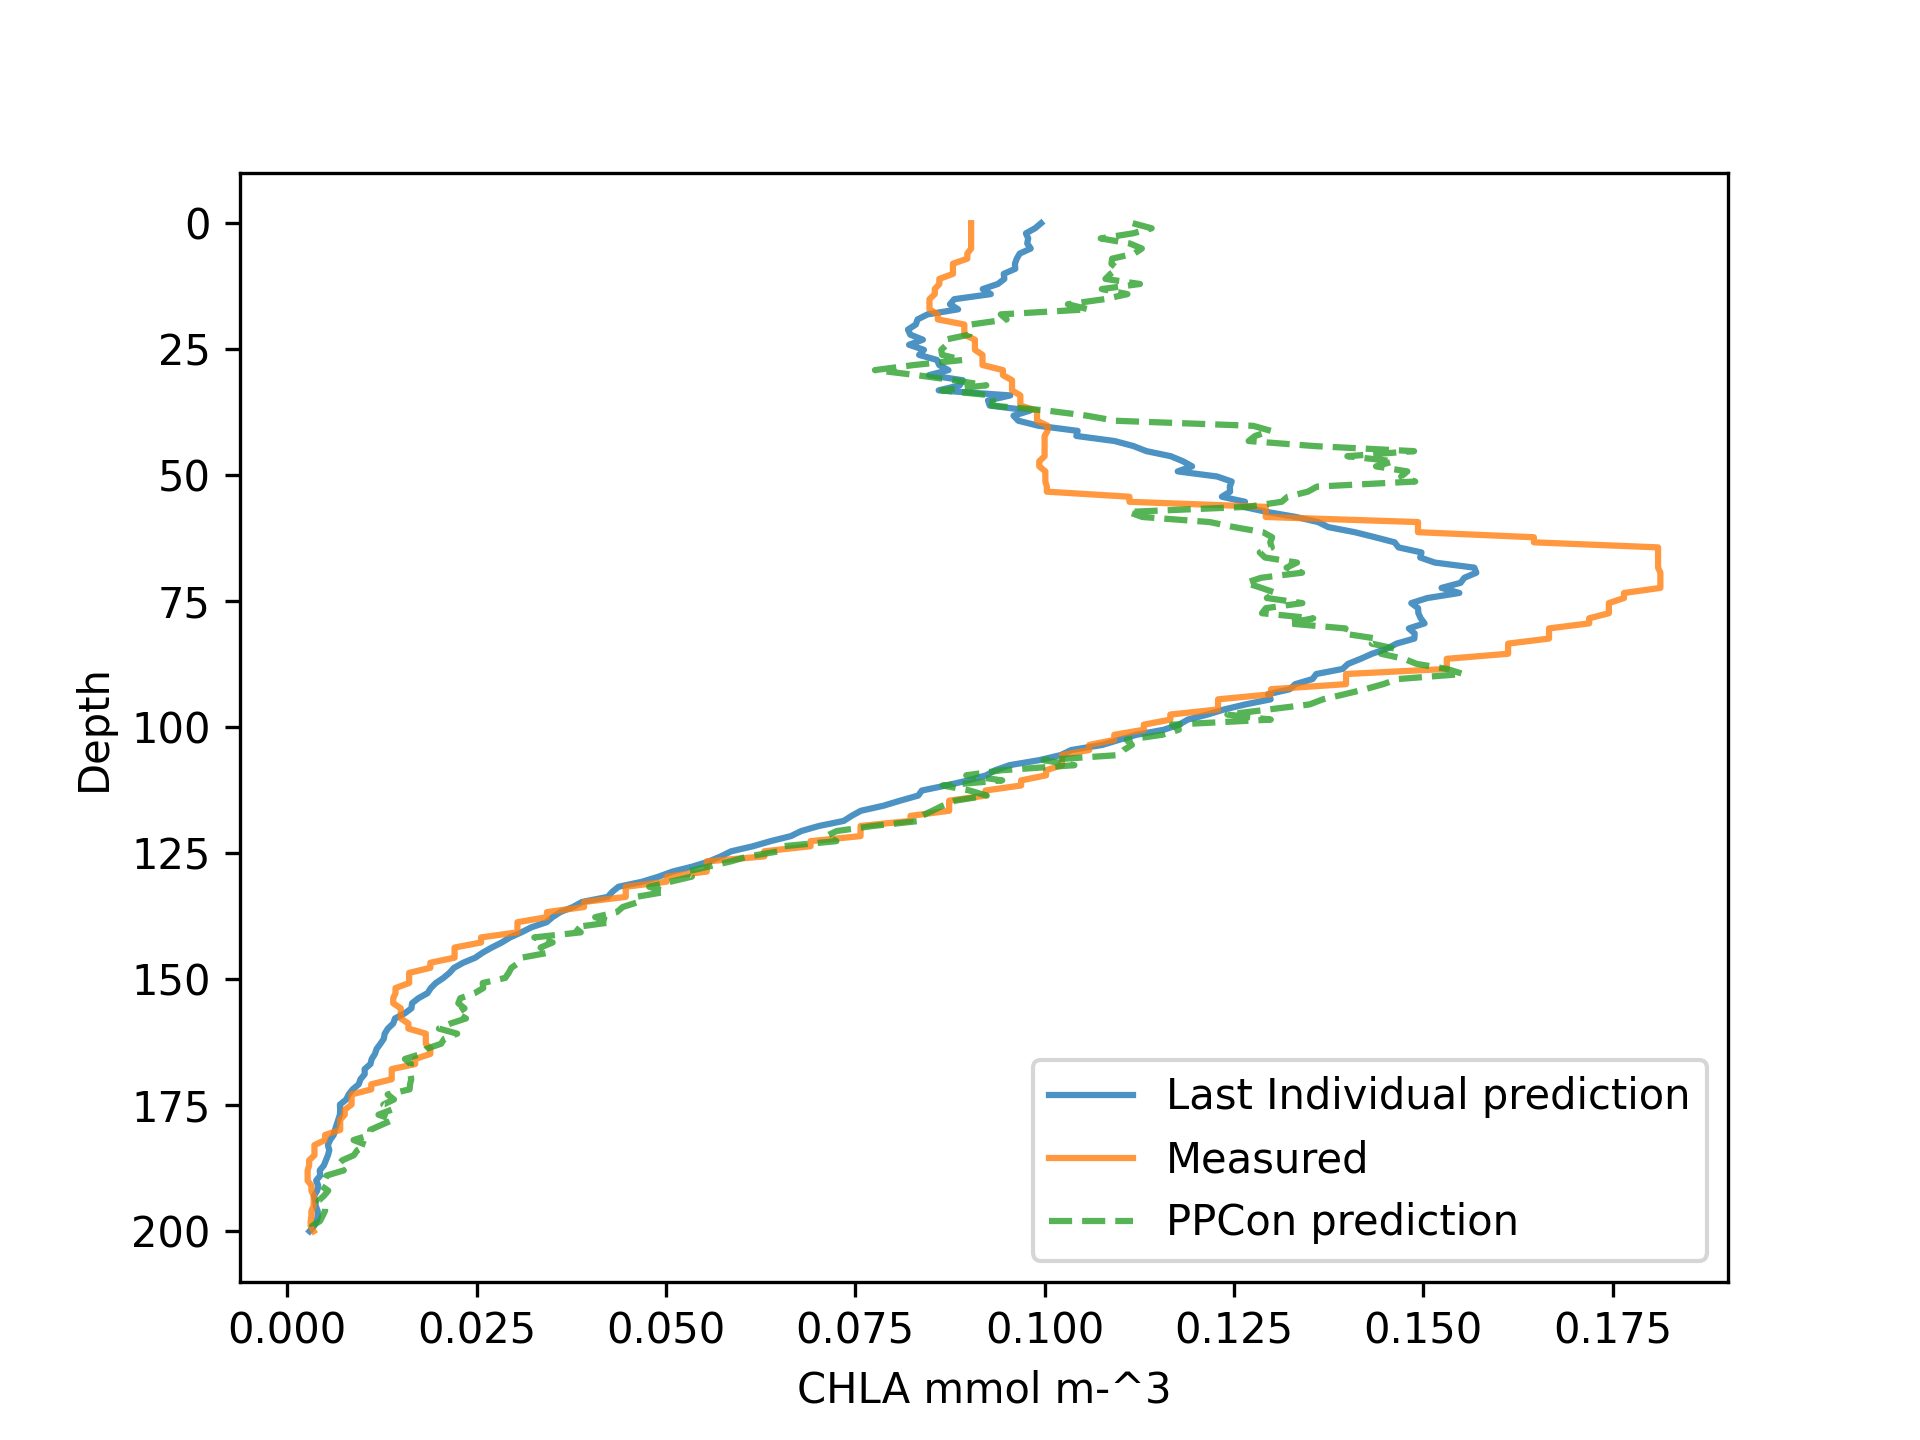 0
25
50
75
100
125
150
175
200
Depth
0.000 0.025 0.050 0.075 0.100 0.125 0.150 0.175
CHLA mmol m-^3
Last Individual prediction
Measured
PPCon prediction